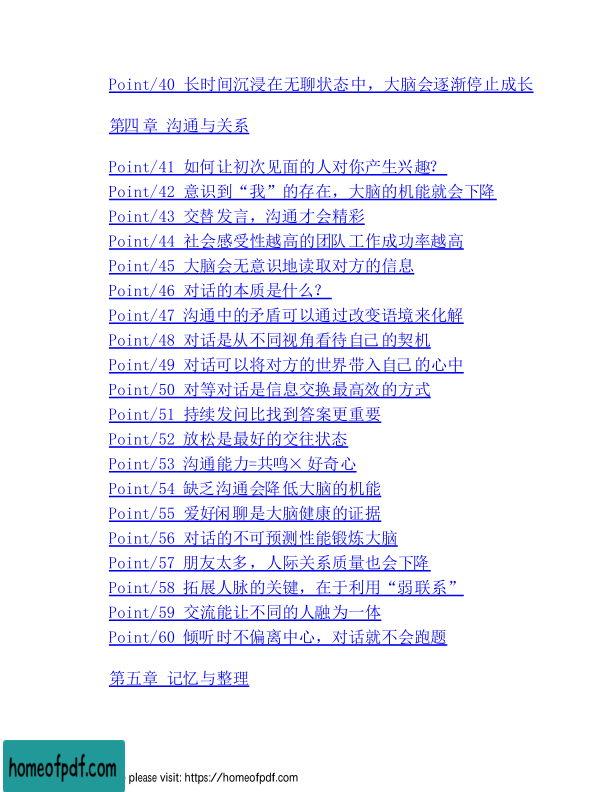 Point/40 长时间沉浸在无聊状态中，大脑会逐渐停止成长
第四章 沟通与关系
Point/41 如何让初次见面的人对你产生兴趣？
Point/42 意识到“我”的存在，大脑的机能就会下降
Point/43 交替发言，沟通才会精彩
Point/44 社会感受性越高的团队工作成功率越高
Point/45 大脑会无意识地读取对方的信息
Point/46 对话的本质是什么？
Point/47 沟通中的矛盾可以通过改变语境来化解
Point/48 对话是从不同视角看待自己的契机
Point/49 对话可以将对方的世界带入自己的心中
Point/50 对等对话是信息交换最高效的方式
Point/51 持续发问比找到答案更重要
Point/52 放松是最好的交往状态
Point/53 沟通能力=共鸣×好奇心
Point/54 缺乏沟通会降低大脑的机能
Point/55 爱好闲聊是大脑健康的证据
Point/56 对话的不可预测性能锻炼大脑
Point/57 朋友太多，人际关系质量也会下降
Point/58 拓展人脉的关键，在于利用“弱联系”
Point/59 交流能让不同的人融为一体
Point/60 倾听时不偏离中心，对话就不会跑题
第五章 记忆与整理
homeofpdf.com
please visit: https://homeofpdf.com